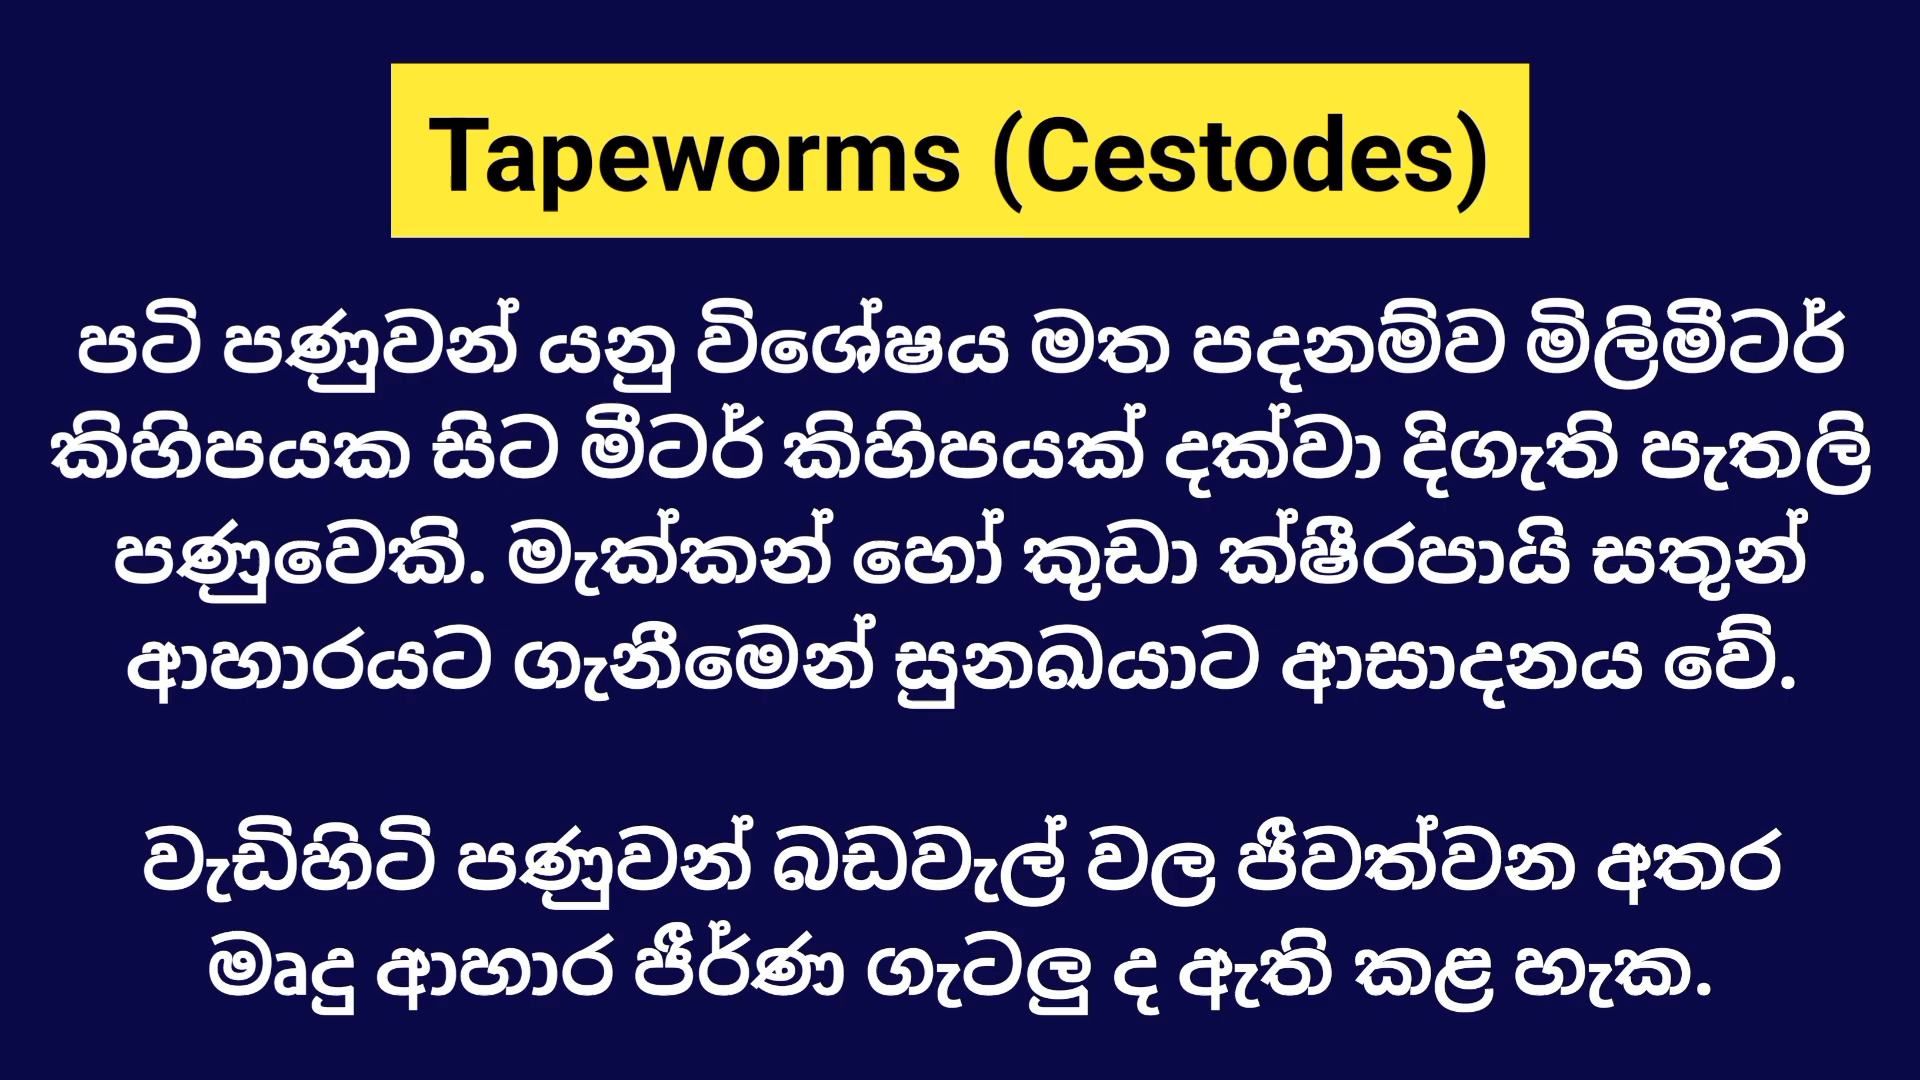 Tapeworms (Cestodes)
පටි පණුවන් යනු විශේෂය මත පදනම්ව මිලිමීටර්
කිහිපයක සිට මීටර් කිහිපයක් දක්වා දිගැති පැතලි
පණුවෙකි. මැක්කන් හෝ කුඩා ක්ෂීරපායි සතුන්
ආහාරයට ගැනීමෙන් සුනඛයාට ආසාදනය වේ.
වැඩිහිටි පණුවන් බඩවැල් වල ජීවත්වන අතර
මෘදු ආහාර ජීර්ණ ගැටලු ද ඇති කළ හැක.